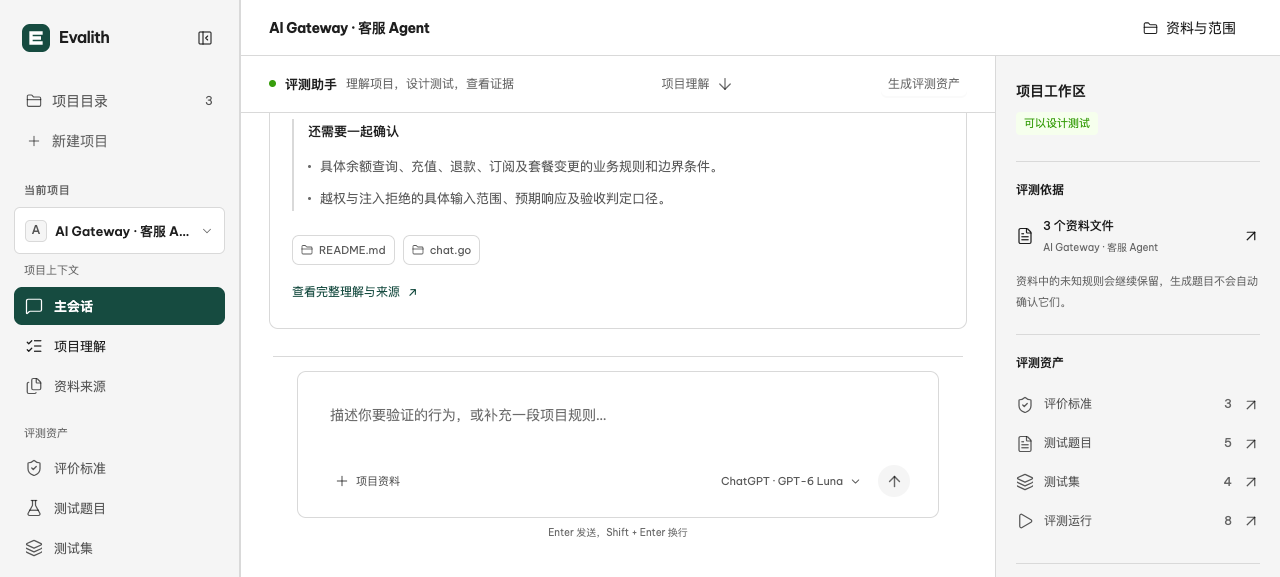 Evalith
项目目录 3
新建项目
当前项目
A AI Gateway · 客服 A...
项目上下文
主会话
项目理解
资料来源
评测资产
评价标准
测试题目
测试集
AI Gateway · 客服 Agent
资料与范围
评测助手 理解项目，设计测试，查看证据
项目理解
生成评测资产
还需要一起确认
• 具体余额查询、充值、退款、订阅及套餐变更的业务规则和边界条件。
• 越权与注入拒绝的具体输入范围、预期响应及验收判定口径。
README.md
chat.go
查看完整理解与来源
描述你要验证的行为，或补充一段项目规则...
项目资料
ChatGPT · GPT-6 Luna
Enter 发送，Shift + Enter 换行
项目工作区
可以设计测试
评测依据
3 个资料文件
AI Gateway · 客服 Agent
资料中的未知规则会继续保留，生成题目不会自动
确认它们。
评测资产
评价标准 3
测试题目 5
测试集 4
评测运行 8